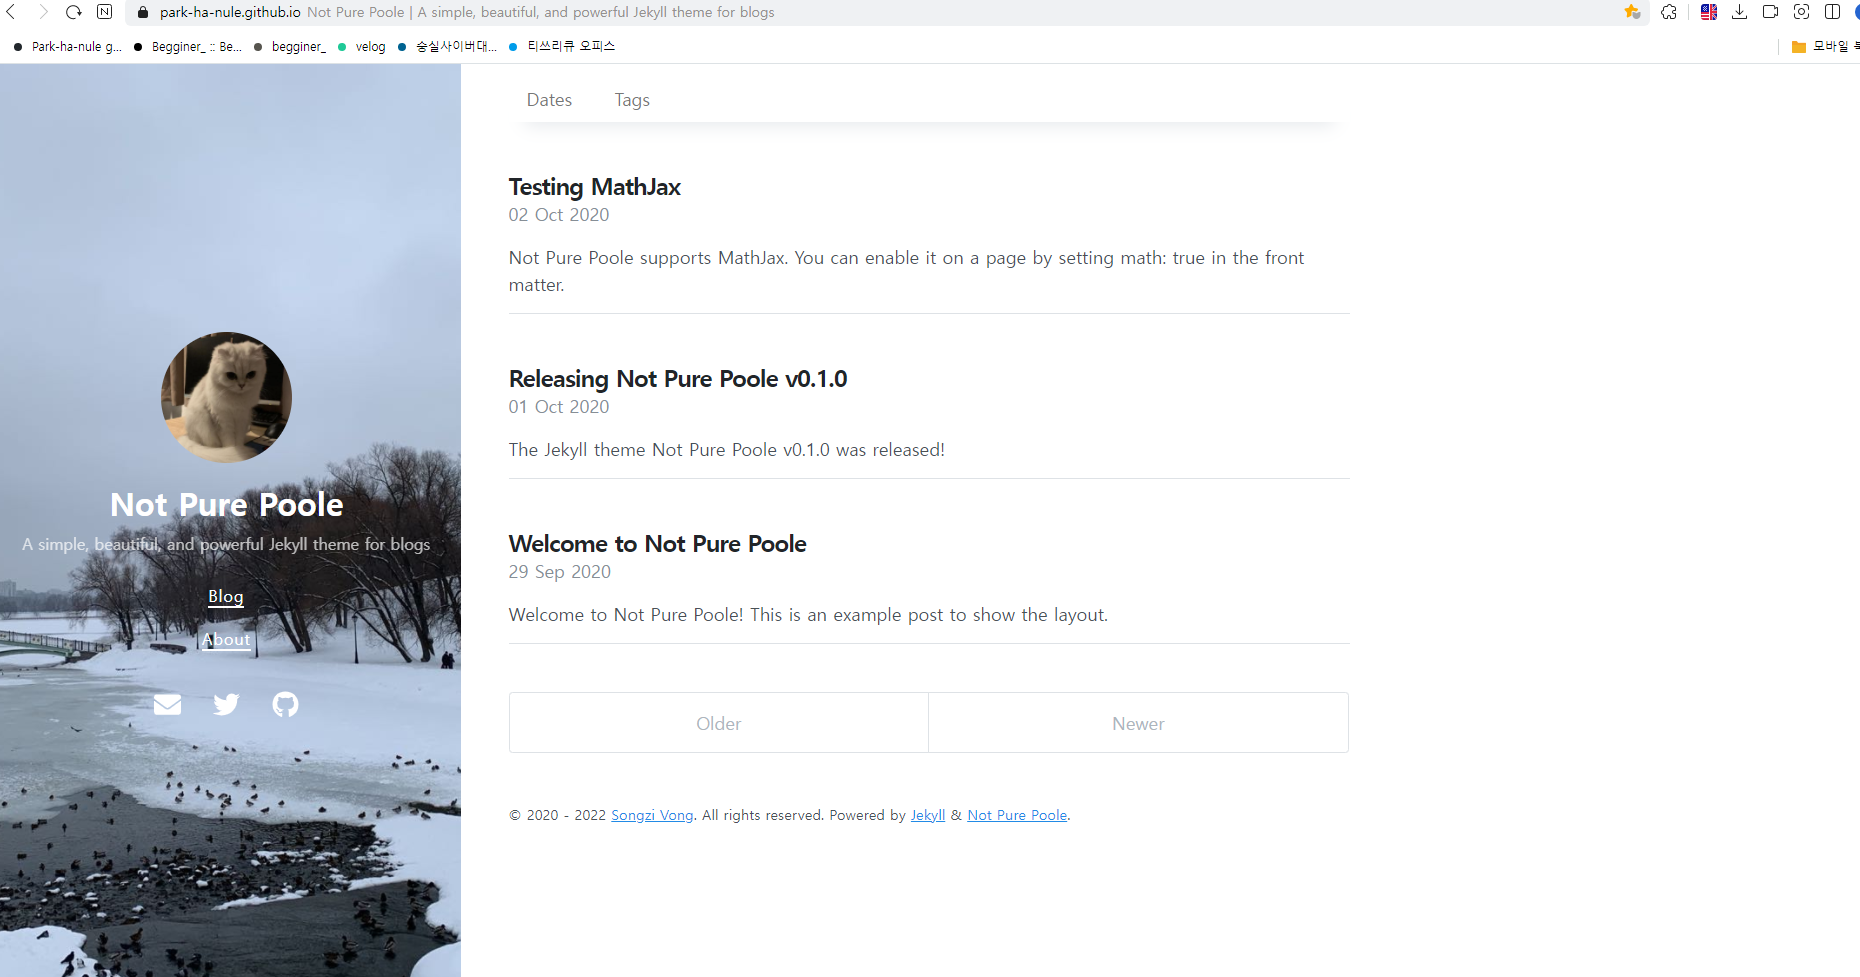 park-ha-nule.github.io Not Pure Poole | A simple, beautiful, and powerful Jekyll theme for blogs
Park-ha-nule g... Begginer_ :: Be... begginer_ velog 숭실사이버대... 티쓰리큐 오피스
모바일 북
Dates Tags
Testing MathJax
02 Oct 2020
Not Pure Poole supports MathJax. You can enable it on a page by setting math: true in the front
matter.
Releasing Not Pure Poole v0.1.0
01 Oct 2020
The Jekyll theme Not Pure Poole v0.1.0 was released!
Welcome to Not Pure Poole
29 Sep 2020
Welcome to Not Pure Poole! This is an example post to show the layout.
Older Newer
© 2020 - 2022 Songzi Vong. All rights reserved. Powered by Jekyll & Not Pure Poole.
Not Pure Poole
A simple, beautiful, and powerful Jekyll theme for blogs
Blog
About